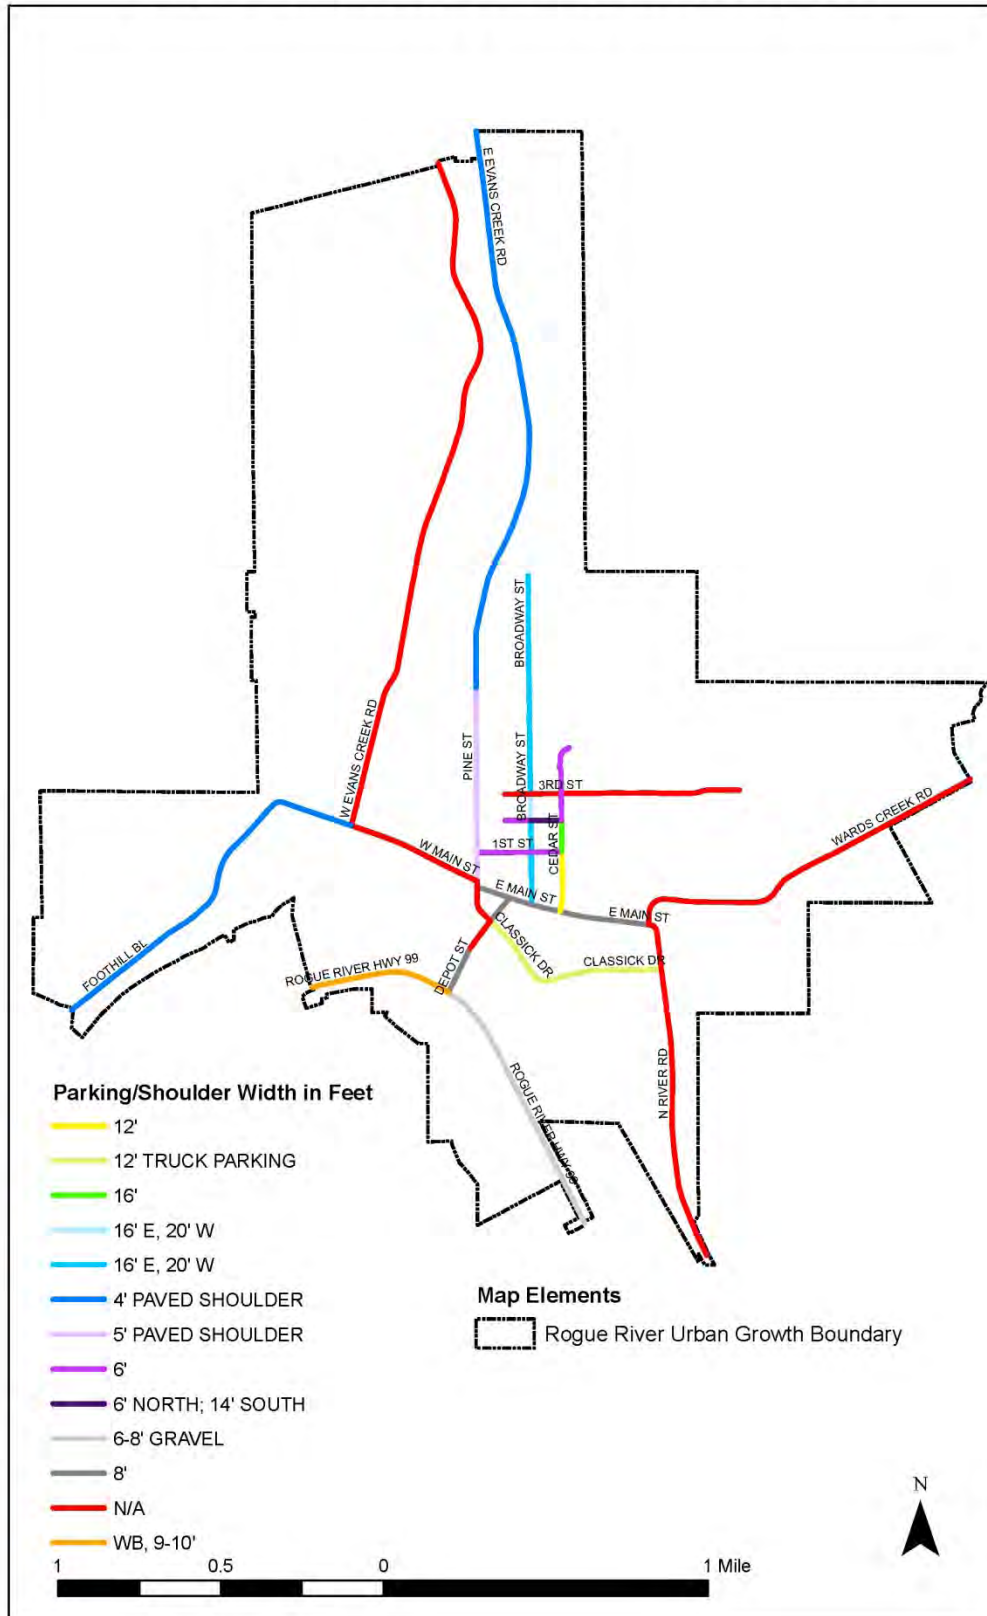 E EVANS CREEK RD
BROADWAY ST
W EVANS CREEK RD
PINE ST
BROADWAY ST
3RD ST
WARDS CREEK RD
1ST ST
CEDAR ST
W MAIN ST
E MAIN ST
E MAIN ST
FOOTHILL BL
CLASSICK DR
CLASSICK DR
ROGUE RIVER HWY 99
DEPOT ST
N RIVER RD
ROGUE RIVER HWY 99
Parking/Shoulder Width in Feet
12'
12' TRUCK PARKING
16'
16' E, 20' W
16' E, 20' W
4' PAVED SHOULDER
5' PAVED SHOULDER
6'
6' NORTH; 14' SOUTH
6-8' GRAVEL
8'
N/A
WB, 9-10'
Map Elements
Rogue River Urban Growth Boundary
N
1 0.5 0 1 Mile